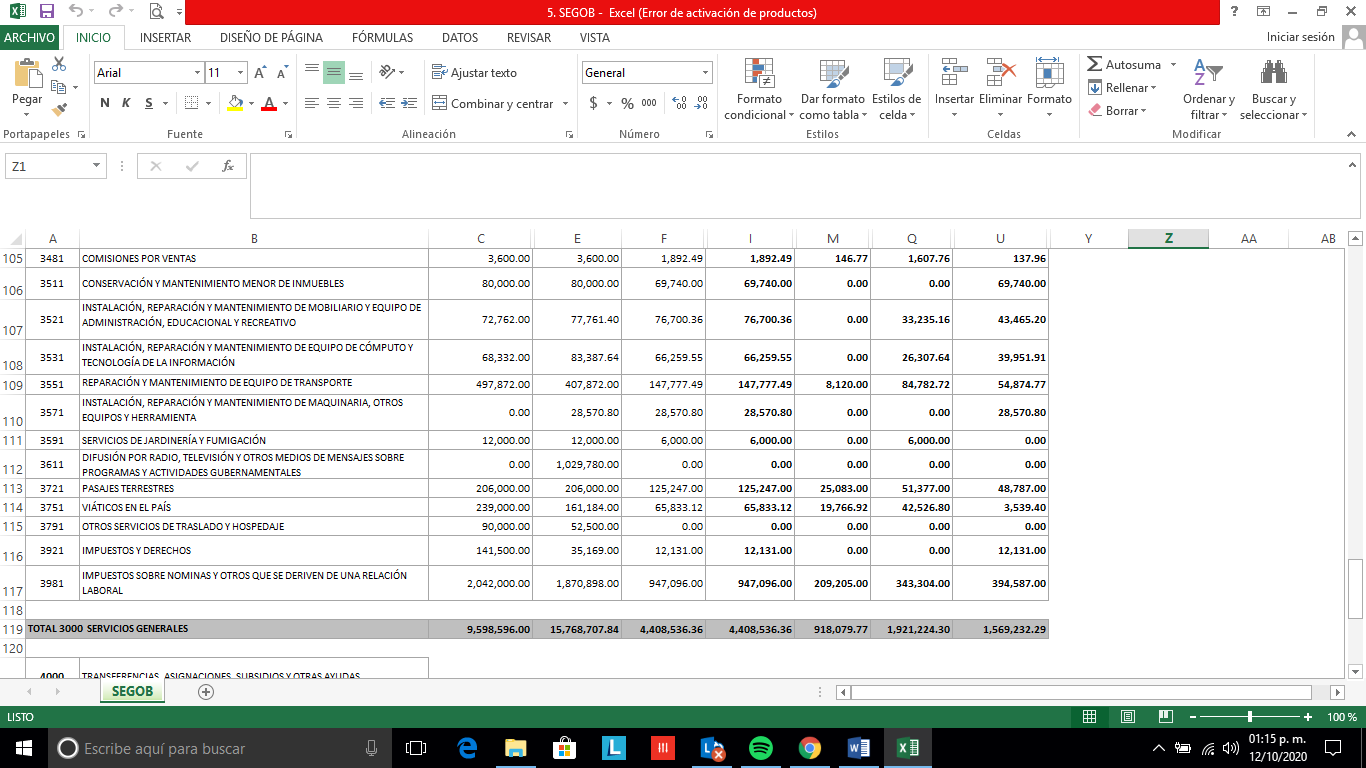 5. SEGOB - Excel (Error de activación de productos)
ARCHIVO INICIO INSERTAR DISEÑO DE PÁGINA FÓRMULAS DATOS REVISAR VISTA Iniciar sesión
Arial 11 Ajustar texto General Autosuma
Pegar Formato Dar formato Estilos de Insertar Eliminar Formato Rellenar Ordenar y Buscar y
N K S A Combinar y centrar $ % 000 condicional como tabla celda Borrar filtrar seleccionar
Portapapeles Fuente Alineación Número Estilos Celdas Modificar
Z1 fx
A B C E F I M Q U Y Z AA AB
105 3481 COMISIONES POR VENTAS 3,600.00 3,600.00 1,892.49 1,892.49 146.77 1,607.76 137.96
106 3511 CONSERVACIÓN Y MANTENIMIENTO MENOR DE INMUEBLES 80,000.00 80,000.00 69,740.00 69,740.00 0.00 0.00 69,740.00
INSTALACIÓN, REPARACIÓN Y MANTENIMIENTO DE MOBILIARIO Y EQUIPO DE
107 3521 ADMINISTRACIÓN, EDUCACIONAL Y RECREATIVO 72,762.00 77,761.40 76,700.36 76,700.36 0.00 33,235.16 43,465.20
INSTALACIÓN, REPARACIÓN Y MANTENIMIENTO DE EQUIPO DE CÓMPUTO Y
108 3531 TECNOLOGÍA DE LA INFORMACIÓN 68,332.00 83,387.64 66,259.55 66,259.55 0.00 26,307.64 39,951.91
109 3551 REPARACIÓN Y MANTENIMIENTO DE EQUIPO DE TRANSPORTE 497,872.00 407,872.00 147,777.49 147,777.49 8,120.00 84,782.72 54,874.77
INSTALACIÓN, REPARACIÓN Y MANTENIMIENTO DE MAQUINARIA, OTROS
110 3571 EQUIPOS Y HERRAMIENTA 0.00 28,570.80 28,570.80 28,570.80 0.00 0.00 28,570.80
111 3591 SERVICIOS DE JARDINERÍA Y FUMIGACIÓN 12,000.00 12,000.00 6,000.00 6,000.00 0.00 6,000.00 0.00
DIFUSIÓN POR RADIO, TELEVISIÓN Y OTROS MEDIOS DE MENSAJES SOBRE
112 3611 PROGRAMAS Y ACTIVIDADES GUBERNAMENTALES 0.00 1,029,780.00 0.00 0.00 0.00 0.00 0.00
113 3721 PASAJES TERRESTRES 206,000.00 206,000.00 125,247.00 125,247.00 25,083.00 51,377.00 48,787.00
114 3751 VIÁTICOS EN EL PAÍS 239,000.00 161,184.00 65,833.12 65,833.12 19,766.92 42,526.80 3,539.40
115 3791 OTROS SERVICIOS DE TRASLADO Y HOSPEDAJE 90,000.00 52,500.00 0.00 0.00 0.00 0.00 0.00
116 3921 IMPUESTOS Y DERECHOS 141,500.00 35,169.00 12,131.00 12,131.00 0.00 0.00 12,131.00
IMPUESTOS SOBRE NOMINAS Y OTROS QUE SE DERIVEN DE UNA RELACIÓN
117 3981 LABORAL 2,042,000.00 1,870,898.00 947,096.00 947,096.00 209,205.00 343,304.00 394,587.00
118
119 TOTAL 3000 SERVICIOS GENERALES 9,598,596.00 15,768,707.84 4,408,536.36 4,408,536.36 918,079.77 1,921,224.30 1,569,232.29
120
4000 TRANSFERENCIAS, ASIGNACIONES, SUBSIDIOS Y OTRAS AYUDAS
SEGOB
LISTO 100 %
Escribe aquí para buscar 01:15 p. m.
12/10/2020